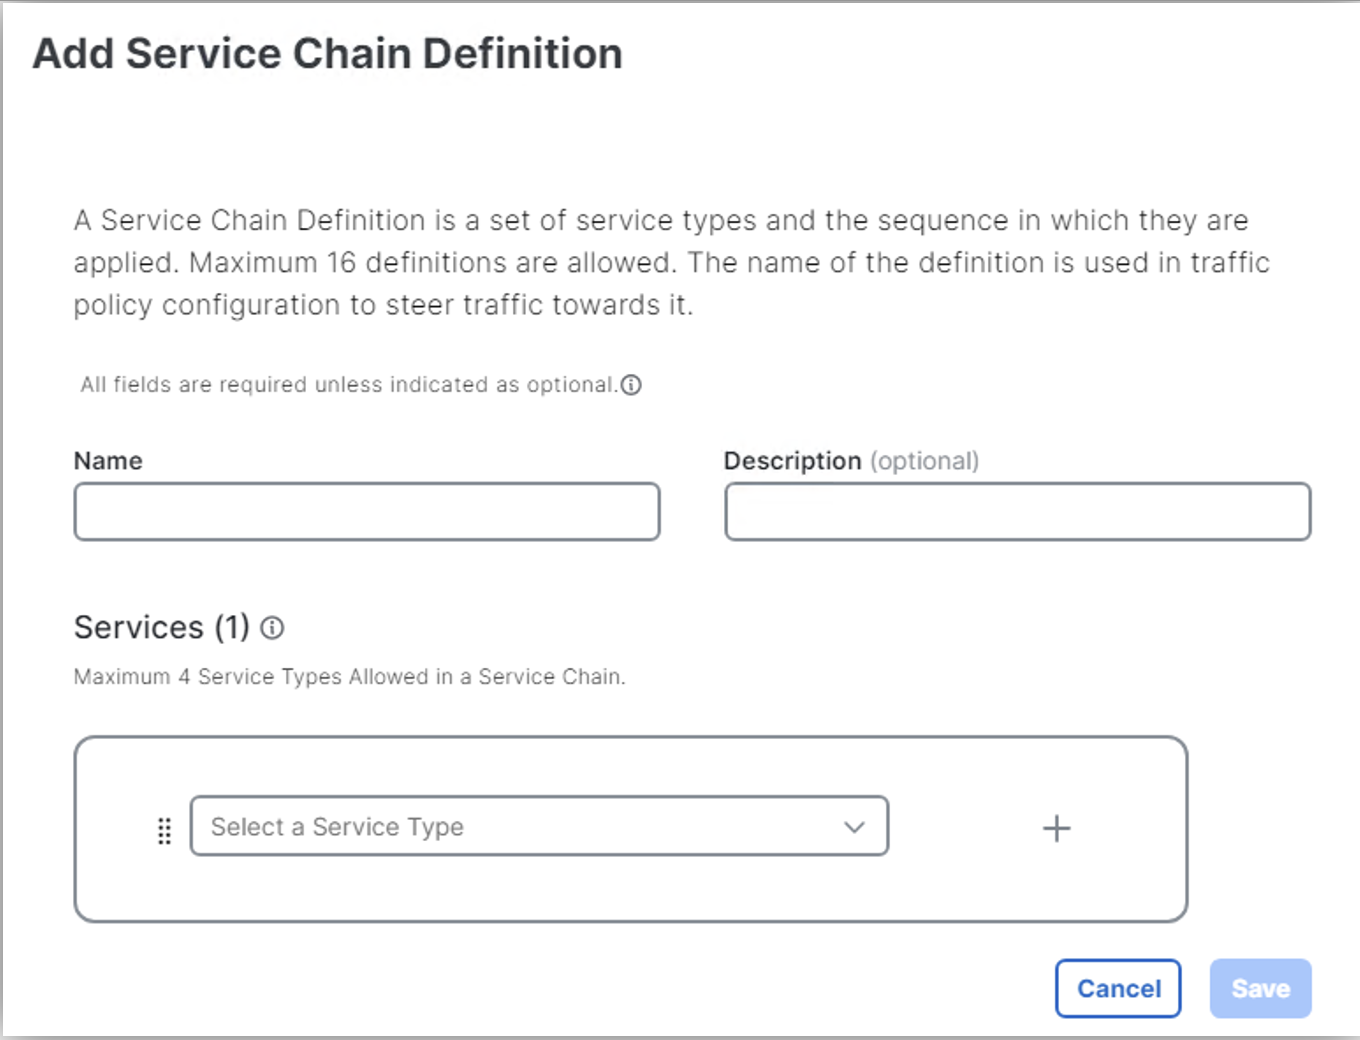 Add Service Chain Definition
A Service Chain Definition is a set of service types and the sequence in which they are
applied. Maximum 16 definitions are allowed. The name of the definition is used in traffic
policy configuration to steer traffic towards it.
All fields are required unless indicated as optional.
Name
Description (optional)
Services (1)
Maximum 4 Service Types Allowed in a Service Chain.
Select a Service Type
Cancel
Save